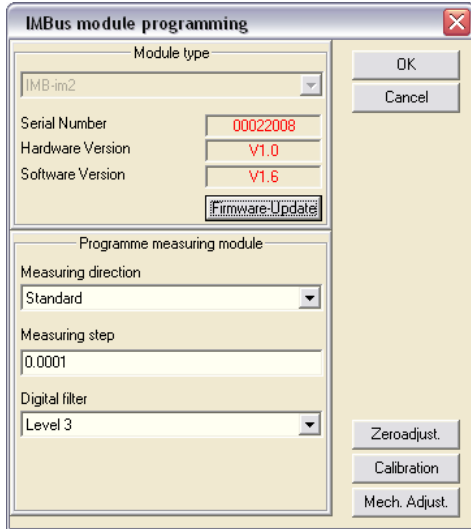 IMBus module programming
Module type
IMB-im2
Serial Number 00022008
Hardware Version V1.0
Software Version V1.6
Firmware-Update
Programme measuring module
Measuring direction
Standard
Measuring step
0.0001
Digital filter
Level 3
OK
Cancel
Zeroadjust.
Calibration
Mech. Adjust.